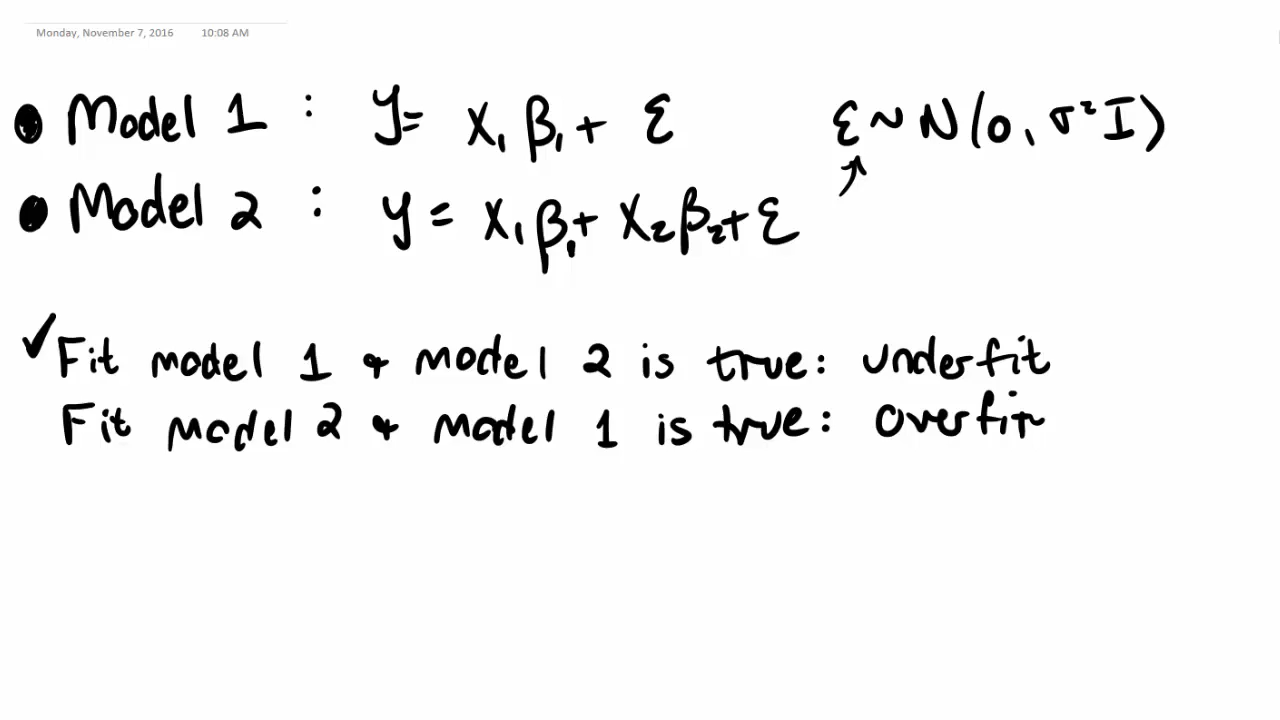 Monday, November 7, 2016 10:08 AM
• Model 1 : y = X₁ β₁ + ε ε ~ N(0, σ²I)
• Model 2 : y = X₁ β₁ + X₂ β₂ + ε
✓ Fit model 1 & model 2 is true: underfit
Fit model 2 & model 1 is true: overfit